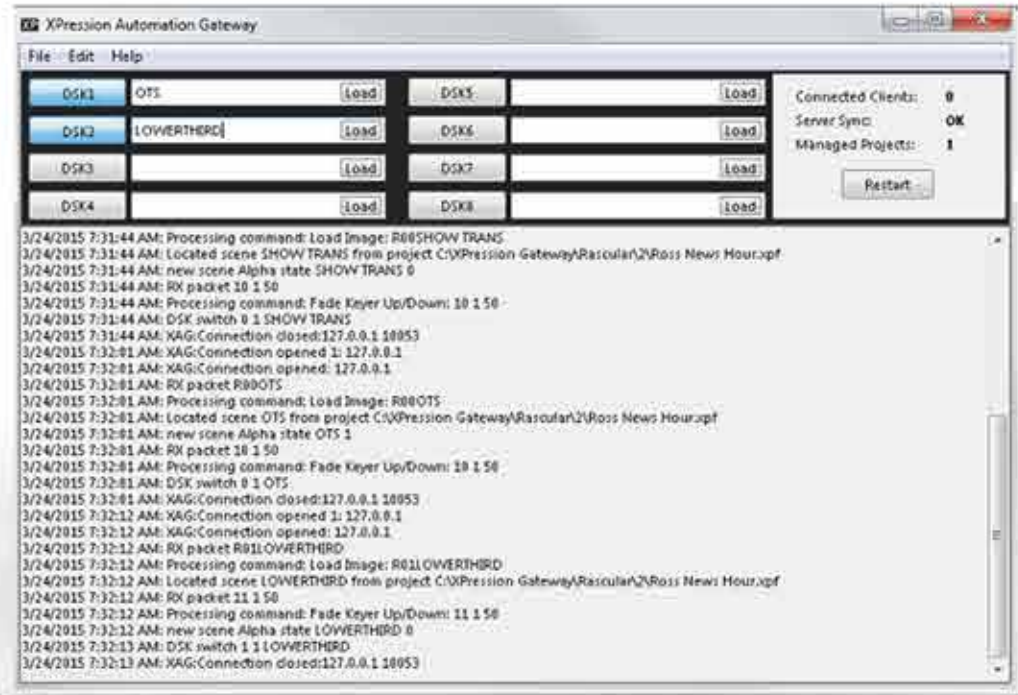 XPression Automation Gateway
File Edit Help
DSK1 OTS Load DSK5 Load
DSK2 LOWERTHIRD Load DSK6 Load
DSK3 Load DSK7 Load
DSK4 Load DSK8 Load
Connected Clients: 0
Server Sync: OK
Managed Projects: 1
Restart
3/24/2015 7:31:44 AM: Processing command: Load Image: R00SHOW TRANS
3/24/2015 7:31:44 AM: Located scene SHOW TRANS from project C:\XPression Gateway\Rascular\2\Ross News Hour.xpf
3/24/2015 7:31:44 AM: new scene Alpha state SHOW TRANS 0
3/24/2015 7:31:44 AM: RX packet 10 1 50
3/24/2015 7:31:44 AM: Processing command: Fade Keyer Up/Down: 10 1 50
3/24/2015 7:31:44 AM: DSK switch 0 1 SHOW TRANS
3/24/2015 7:31:44 AM: XAG:Connection closed:127.0.0.1 10053
3/24/2015 7:32:01 AM: XAG:Connection opened 1: 127.0.0.1
3/24/2015 7:32:01 AM: XAG:Connection opened: 127.0.0.1
3/24/2015 7:32:01 AM: RX packet R00OTS
3/24/2015 7:32:01 AM: Processing command: Load Image: R00OTS
3/24/2015 7:32:01 AM: Located scene OTS from project C:\XPression Gateway\Rascular\2\Ross News Hour.xpf
3/24/2015 7:32:01 AM: new scene Alpha state OTS 1
3/24/2015 7:32:01 AM: RX packet 10 1 50
3/24/2015 7:32:01 AM: Processing command: Fade Keyer Up/Down: 10 1 50
3/24/2015 7:32:01 AM: DSK switch 0 1 OTS
3/24/2015 7:32:01 AM: XAG:Connection closed:127.0.0.1 10053
3/24/2015 7:32:12 AM: XAG:Connection opened 1: 127.0.0.1
3/24/2015 7:32:12 AM: XAG:Connection opened: 127.0.0.1
3/24/2015 7:32:12 AM: RX packet R01LOWERTHIRD
3/24/2015 7:32:12 AM: Processing command: Load Image: R01LOWERTHIRD
3/24/2015 7:32:12 AM: Located scene LOWERTHIRD from project C:\XPression Gateway\Rascular\2\Ross News Hour.xpf
3/24/2015 7:32:12 AM: RX packet 11 1 50
3/24/2015 7:32:12 AM: Processing command: Fade Keyer Up/Down: 11 1 50
3/24/2015 7:32:12 AM: new scene Alpha state LOWERTHIRD 0
3/24/2015 7:32:13 AM: DSK switch 1 1 LOWERTHIRD
3/24/2015 7:32:13 AM: XAG:Connection closed:127.0.0.1 10053